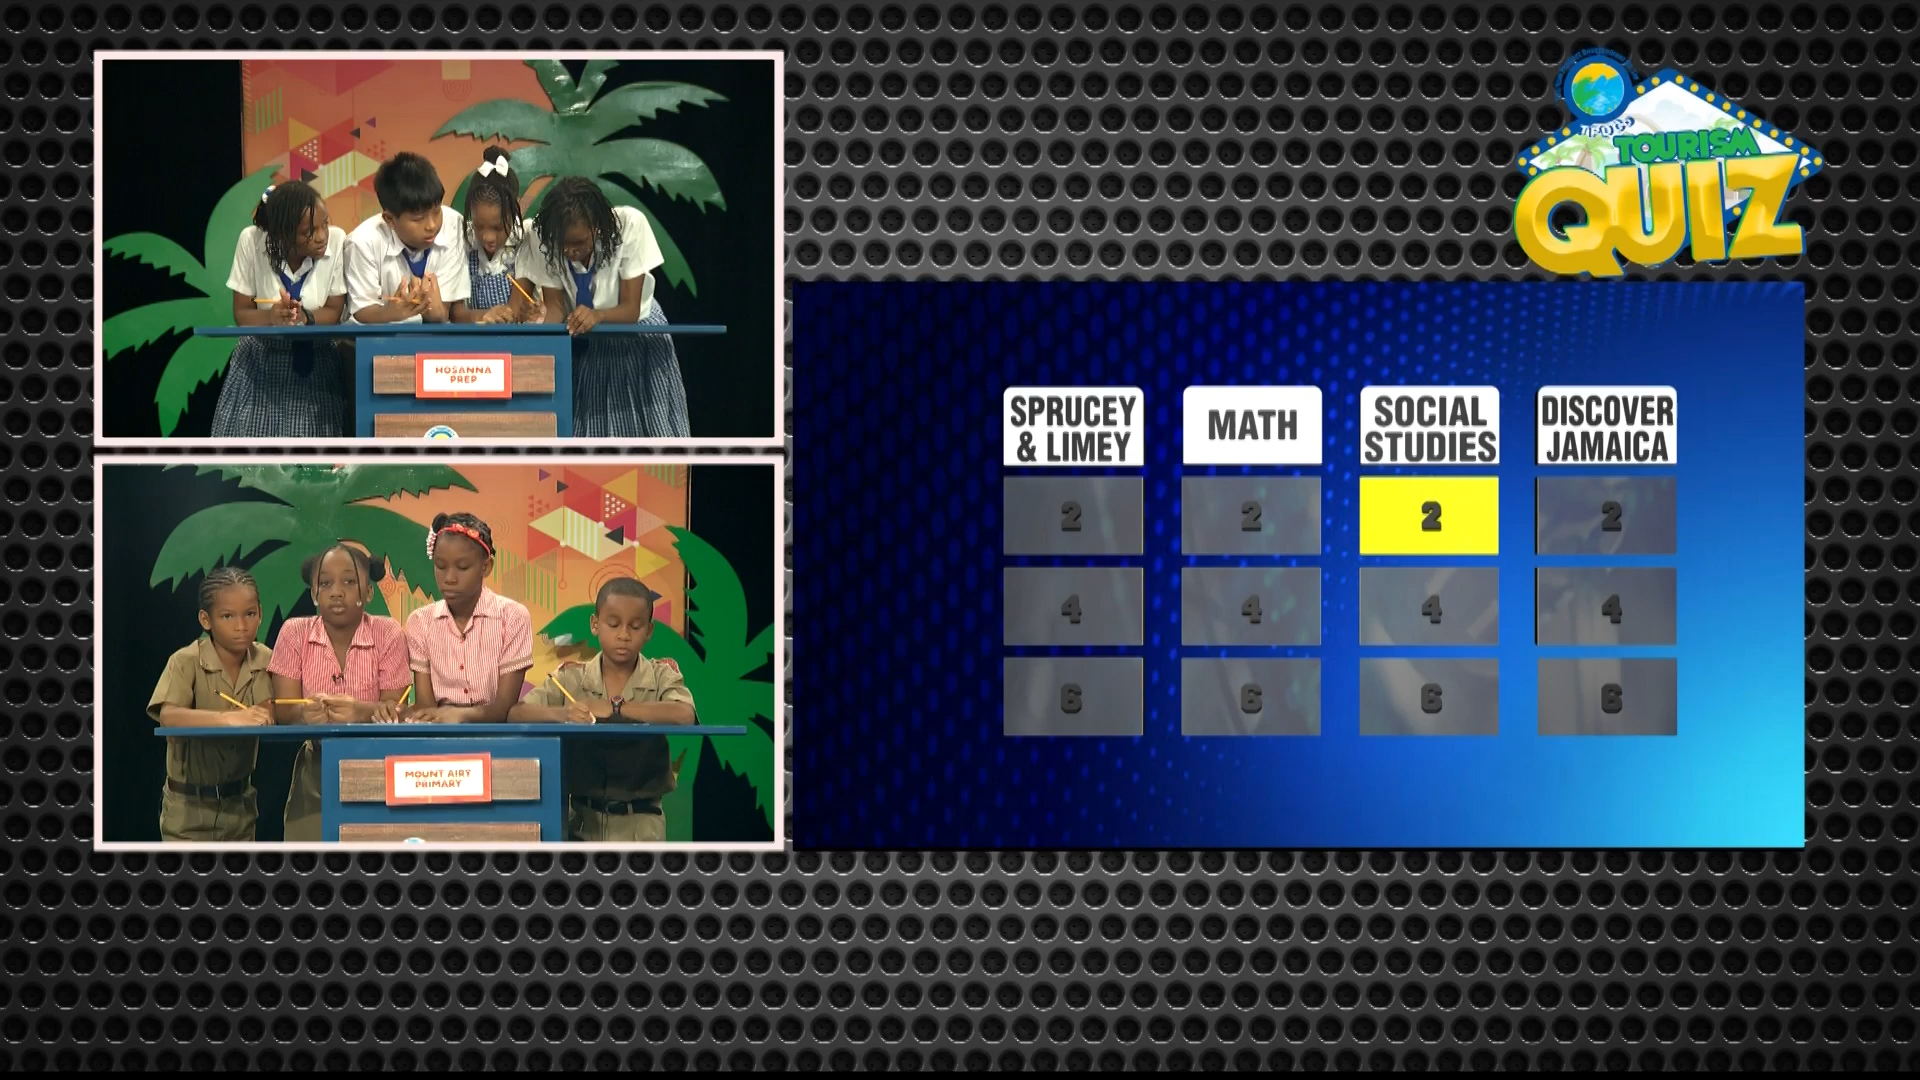 HOSANNA
PREP
MOUNT AIRY
PRIMARY
TPDCo
TOURISM
QUIZ
SPRUCEY
& LIMEY
MATH
SOCIAL
STUDIES
DISCOVER
JAMAICA
2 2 2 2
4 4 4 4
6 6 6 6